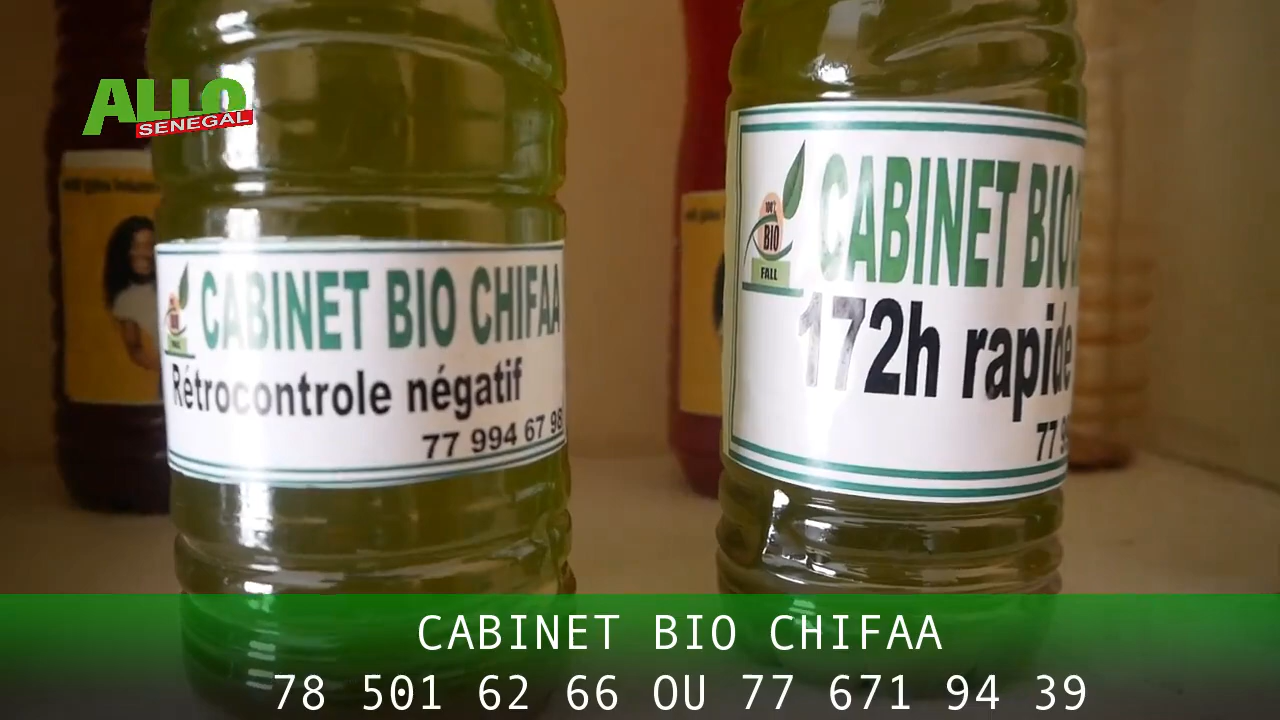 ALLO
SENEGAL
CABINET BIO CHIFAA
Rétrocontrole négatif
77 994 67 98
100%
BIO
FALL
CABINET BIO
172h rapide
77
CABINET BIO CHIFAA
78 501 62 66 OU 77 671 94 39